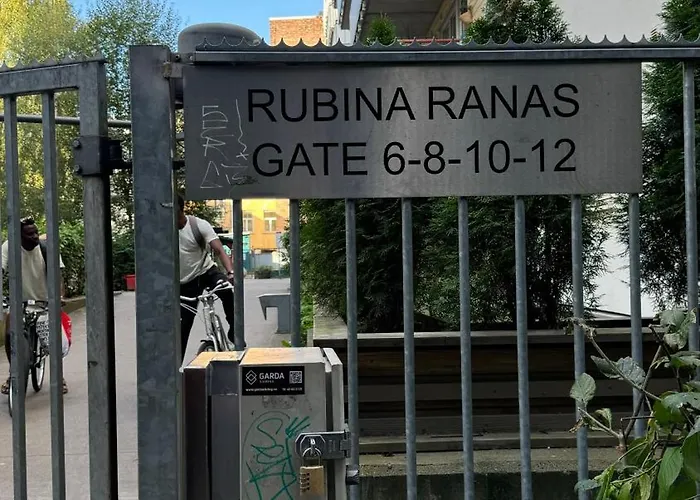 RUBINA RANAS
GATE 6-8-10-12
GARDA